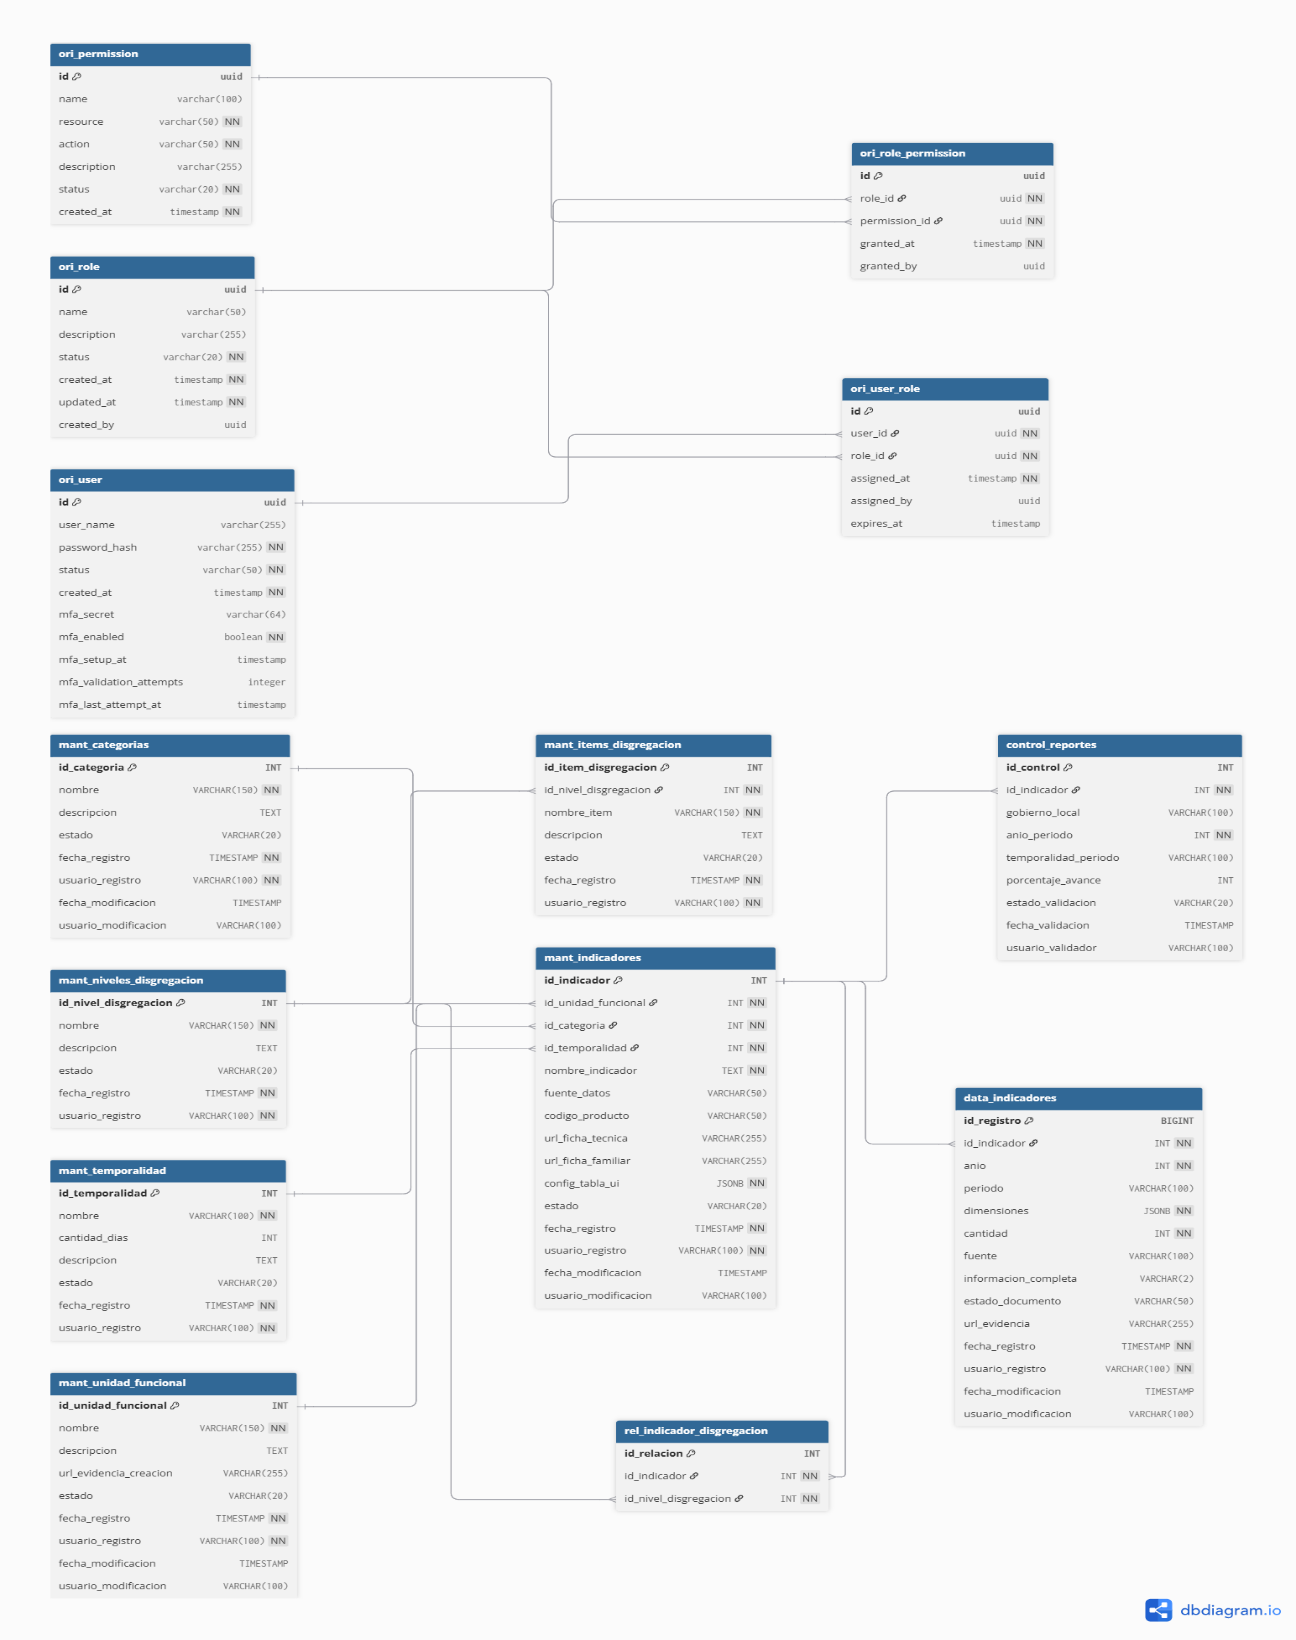 ori_permission
id uuid
name varchar(100)
resource varchar(50) NN
action varchar(50) NN
description varchar(255)
status varchar(20) NN
created_at timestamp NN
ori_role_permission
id uuid
role_id uuid NN
permission_id uuid NN
granted_at timestamp NN
granted_by uuid
ori_role
id uuid
name varchar(50)
description varchar(255)
status varchar(20) NN
created_at timestamp NN
updated_at timestamp NN
created_by uuid
ori_user_role
id uuid
user_id uuid NN
role_id uuid NN
assigned_at timestamp NN
assigned_by uuid
expires_at timestamp
ori_user
id uuid
user_name varchar(255)
password_hash varchar(255) NN
status varchar(50) NN
created_at timestamp NN
mfa_secret varchar(64)
mfa_enabled boolean NN
mfa_setup_at timestamp
mfa_validation_attempts integer
mfa_last_attempt_at timestamp
mant_categorias
id_categoria INT
nombre VARCHAR(150) NN
descripcion TEXT
estado VARCHAR(20)
fecha_registro TIMESTAMP NN
usuario_registro VARCHAR(100) NN
fecha_modificacion TIMESTAMP
usuario_modificacion VARCHAR(100)
mant_items_disgregacion
id_item_disgregacion INT
id_nivel_disgregacion INT NN
nombre_item VARCHAR(150) NN
descripcion TEXT
estado VARCHAR(20)
fecha_registro TIMESTAMP NN
usuario_registro VARCHAR(100) NN
control_reportes
id_control INT
id_indicador INT NN
gobierno_local VARCHAR(100)
anio_periodo INT NN
temporalidad_periodo VARCHAR(100)
porcentaje_avance INT
estado_validacion VARCHAR(20)
fecha_validacion TIMESTAMP
usuario_validador VARCHAR(100)
mant_niveles_disgregacion
id_nivel_disgregacion INT
nombre VARCHAR(150) NN
descripcion TEXT
estado VARCHAR(20)
fecha_registro TIMESTAMP NN
usuario_registro VARCHAR(100) NN
mant_indicadores
id_indicador INT
id_unidad_funcional INT NN
id_categoria INT NN
id_temporalidad INT NN
nombre_indicador TEXT NN
fuente_datos VARCHAR(50)
codigo_producto VARCHAR(50)
url_ficha_tecnica VARCHAR(255)
url_ficha_familiar VARCHAR(255)
config_tabla_ui JSONB NN
estado VARCHAR(20)
fecha_registro TIMESTAMP NN
usuario_registro VARCHAR(100) NN
fecha_modificacion TIMESTAMP
usuario_modificacion VARCHAR(100)
data_indicadores
id_registro BIGINT
id_indicador INT NN
anio INT NN
periodo VARCHAR(100)
dimensiones JSONB NN
cantidad INT NN
fuente VARCHAR(100)
informacion_completa VARCHAR(2)
estado_documento VARCHAR(50)
url_evidencia VARCHAR(255)
fecha_registro TIMESTAMP NN
usuario_registro VARCHAR(100) NN
fecha_modificacion TIMESTAMP
usuario_modificacion VARCHAR(100)
mant_temporalidad
id_temporalidad INT
nombre VARCHAR(100) NN
cantidad_dias INT
descripcion TEXT
estado VARCHAR(20)
fecha_registro TIMESTAMP NN
usuario_registro VARCHAR(100) NN
mant_unidad_funcional
id_unidad_funcional INT
nombre VARCHAR(150) NN
descripcion TEXT
url_evidencia_creacion VARCHAR(255)
estado VARCHAR(20)
fecha_registro TIMESTAMP NN
usuario_registro VARCHAR(100) NN
fecha_modificacion TIMESTAMP
usuario_modificacion VARCHAR(100)
rel_indicador_disgregacion
id_relacion INT
id_indicador INT NN
id_nivel_disgregacion INT NN
dbdiagram.io